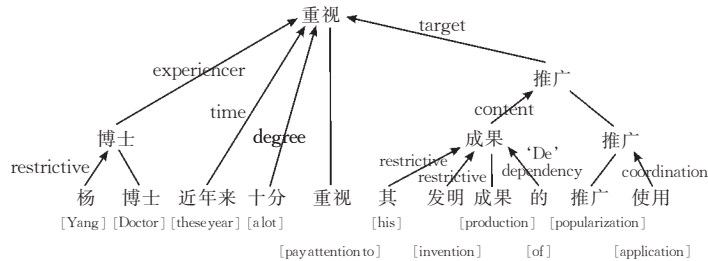 重视
target
experiencer
推广
time
content
degree
博士
成果
推广
restrictive
restrictive
restrictive
'De'
dependency
coordination
杨 博士 近年来 十分 重视 其 发明 成果 的 推广 使用
[Yang] [Doctor] [these year] [a lot] [his] [production] [popularization]
[pay attention to] [invention] [of] [application]